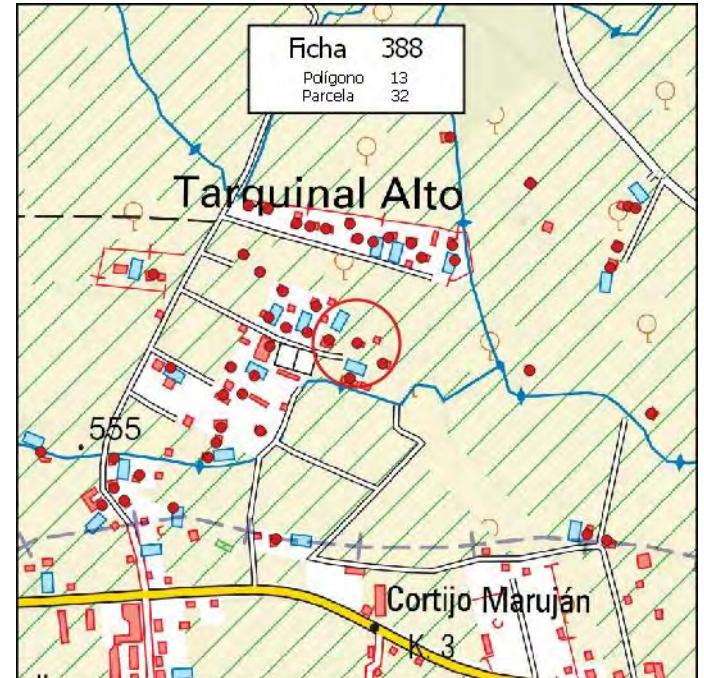 Ficha 388
Polígono 13
Parcela 32
Tarquinal Alto
555
Cortijo Maruján
K. 3